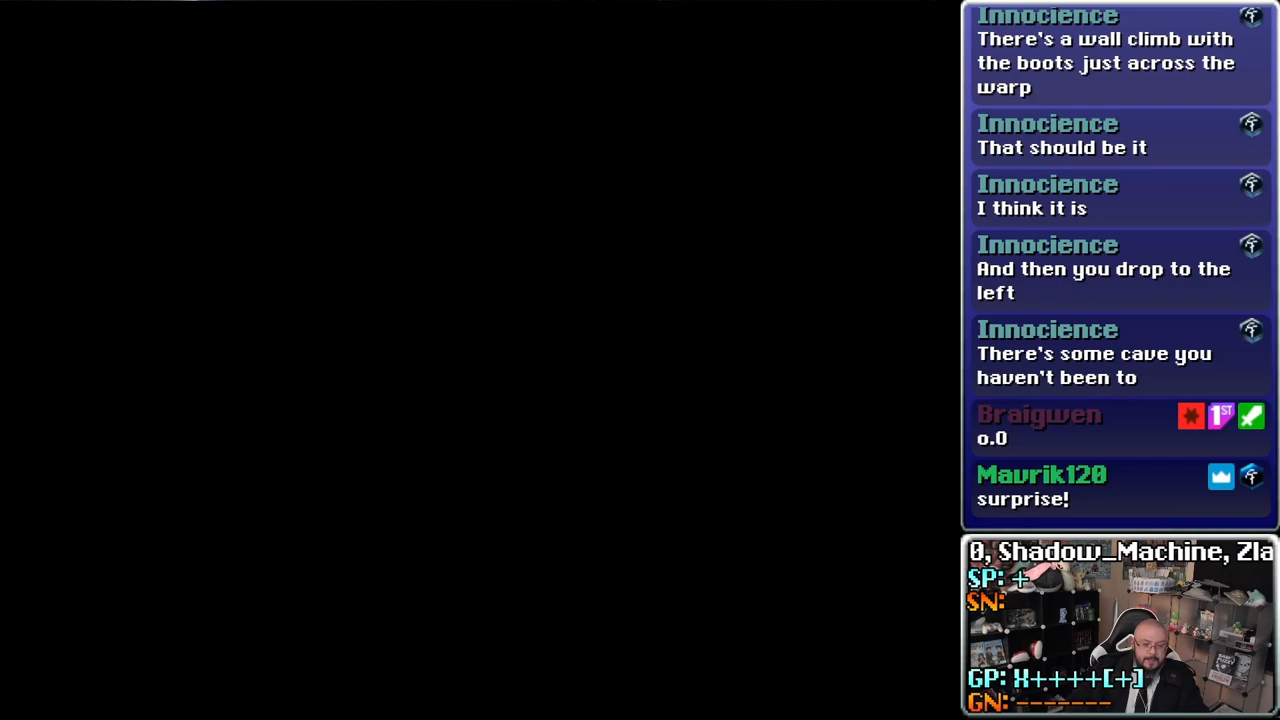 Innocience
There's a wall climb with
the boots just across the
warp
Innocience
That should be it
Innocience
I think it is
Innocience
And then you drop to the
left
Innocience
There's some cave you
haven't been to
Braigwen
1ST
o.0
Mavrik120
surprise!
0, Shadow_Machine, Zla
SP: +
SN:
GP: X++++[+]
GN: -------